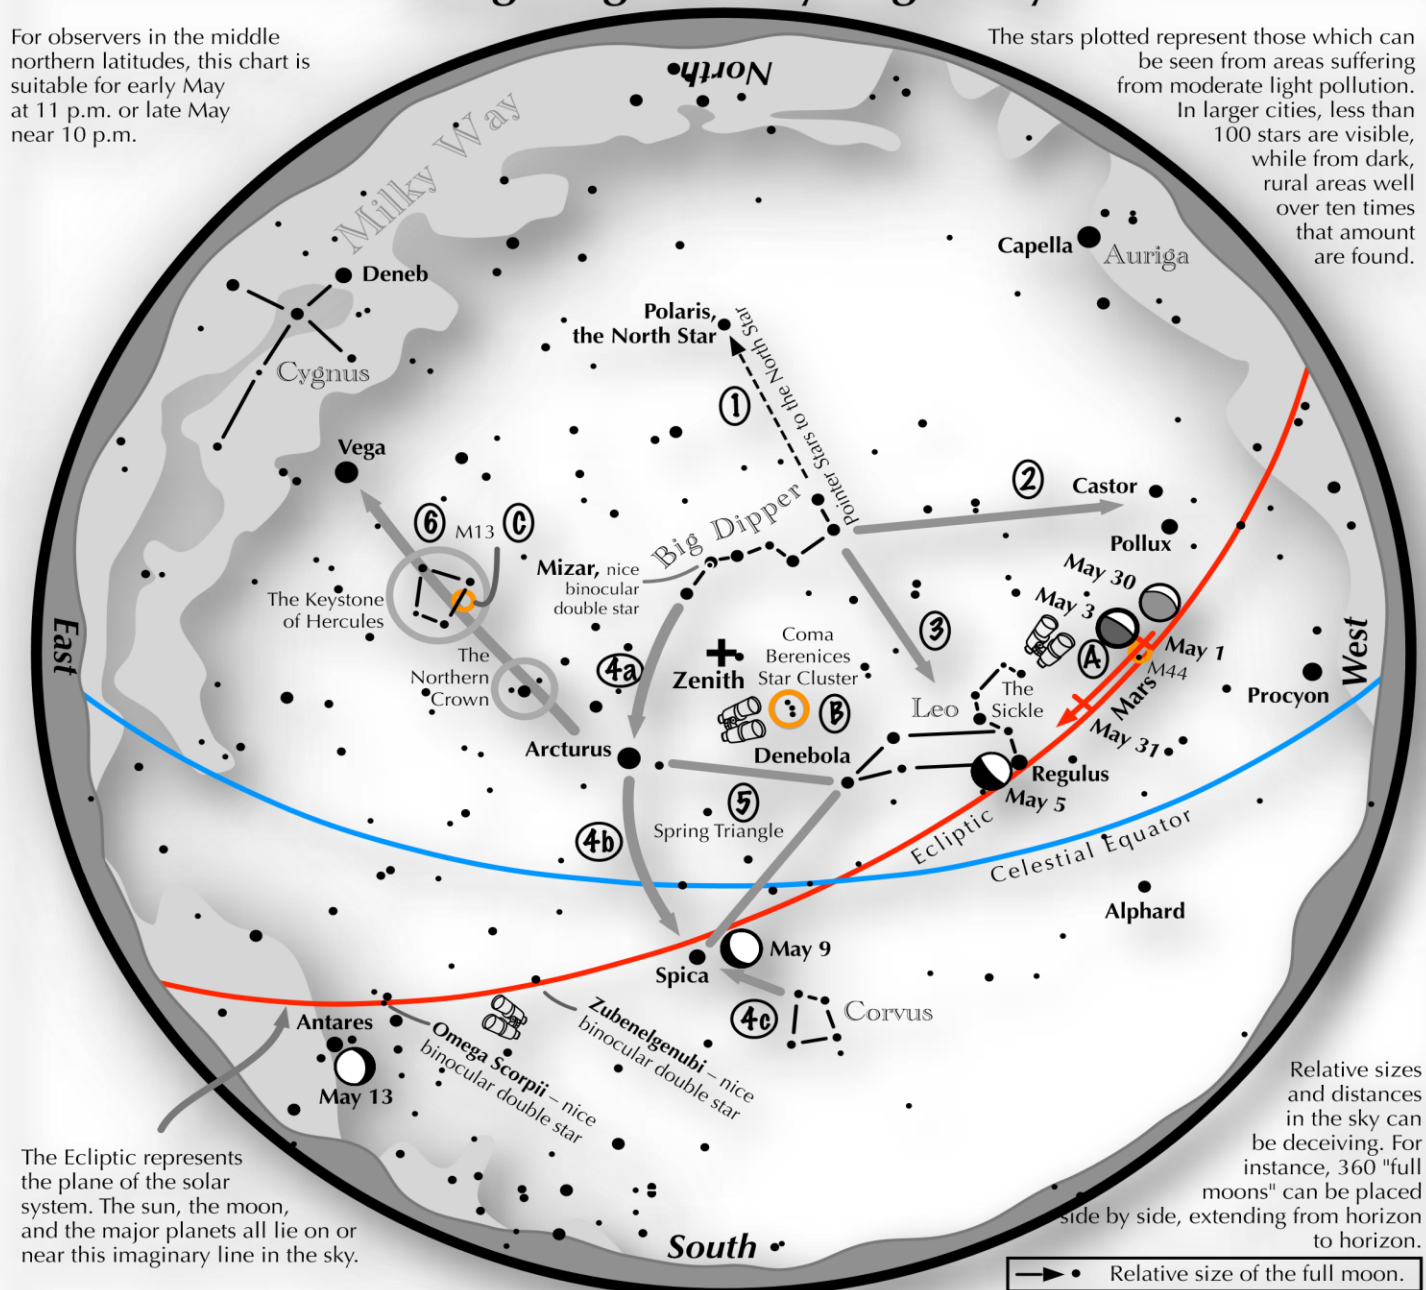 For observers in the middle
northern latitudes, this chart is
suitable for early May
at 11 p.m. or late May
near 10 p.m.
The stars plotted represent those which can
be seen from areas suffering
from moderate light pollution.
In larger cities, less than
100 stars are visible,
while from dark,
rural areas well
over ten times
that amount
are found.
North
Milky Way
Capella
Auriga
Deneb
Cygnus
Polaris,
the North Star
Pointer Stars to the North Star
1
Vega
2
Castor
Pollux
6
M13
C
Big Dipper
Mizar, nice
binocular
double star
The Keystone
of Hercules
May 30
May 3
May 1
A
M44
Mars
May 31
3
East
West
Coma
Berenices
Star Cluster
4a
Zenith
B
The
Northern
Crown
Leo
The
Sickle
Procyon
Arcturus
Denebola
Regulus
May 5
5
Spring Triangle
4b
Ecliptic
Celestial Equator
Alphard
Spica
May 9
4c
Corvus
Antares
May 13
Omega Scorpii – nice
binocular double star
Zubenelgenubi – nice
binocular double star
The Ecliptic represents
the plane of the solar
system. The sun, the moon,
and the major planets all lie on or
near this imaginary line in the sky.
Relative sizes
and distances
in the sky can
be deceiving. For
instance, 360 "full
moons" can be placed
side by side, extending from horizon
to horizon.
South
Relative size of the full moon.